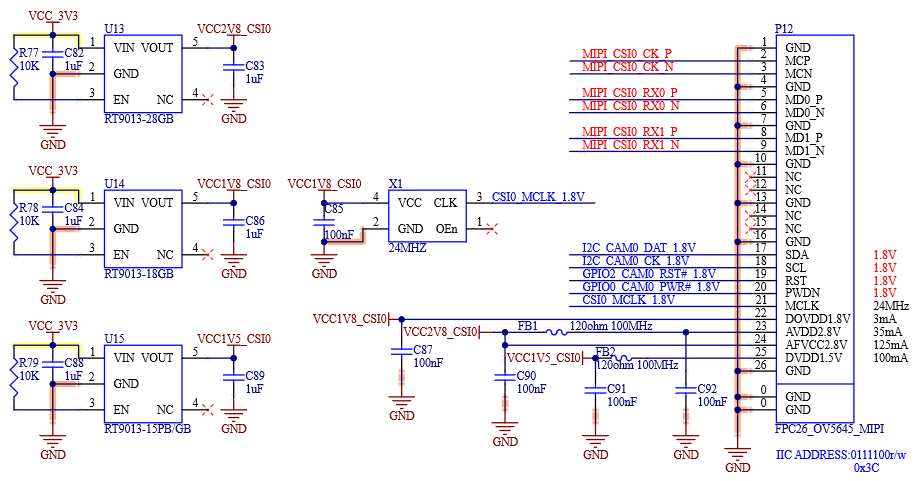 VCC_3V3
U13
VCC2V8_CSI0
R77
10K
C82
1uF
1 VIN VOUT 5
2 GND
3 EN NC 4
C83
1uF
RT9013-28GB
GND
GND
VCC_3V3
U14
VCC1V8_CSI0
R78
10K
C84
1uF
1 VIN VOUT 5
2 GND
3 EN NC 4
C86
1uF
RT9013-18GB
GND
GND
VCC_3V3
U15
VCC1V5_CSI0
R79
10K
C88
1uF
1 VIN VOUT 5
2 GND
3 EN NC 4
C89
1uF
RT9013-15PB/GB
GND
GND
VCC1V8_CSI0
X1
C85
100nF
4 VCC CLK 3
CSI0_MCLK_1.8V
2 GND OEn 1
24MHZ
GND
P12
1 GND
MIPI_CSI0_CK_P 2 MCP
MIPI_CSI0_CK_N 3 MCN
4 GND
MIPI_CSI0_RX0_P 5 MD0_P
MIPI_CSI0_RX0_N 6 MD0_N
7 GND
MIPI_CSI0_RX1_P 8 MD1_P
MIPI_CSI0_RX1_N 9 MD1_N
10 GND
11 NC
12 NC
13 GND
14 NC
15 NC
16 GND
I2C_CAM0_DAT_1.8V 17 SDA 1.8V
I2C_CAM0_CK_1.8V 18 SCL 1.8V
GPIO2_CAM0_RST#_1.8V 19 RST 1.8V
GPIO0_CAM0_PWR#_1.8V 20 PWDN 1.8V
CSI0_MCLK_1.8V 21 MCLK 24MHz
VCC1V8_CSI0 22 DOVDD1.8V 3mA
VCC2V8_CSI0 FB1 120ohm 100MHz 23 AVDD2.8V 35mA
24 AFVCC2.8V 125mA
VCC1V5_CSI0 FB2 120ohm 100MHz 25 DVDD1.5V 100mA
26 GND
0 GND
0 GND
C87
100nF
C90
100nF
C91
100nF
C92
100nF
GND
GND
GND
GND
GND
FPC26_OV5645_MIPI
IIC ADDRESS:0111100r/w
0x3C